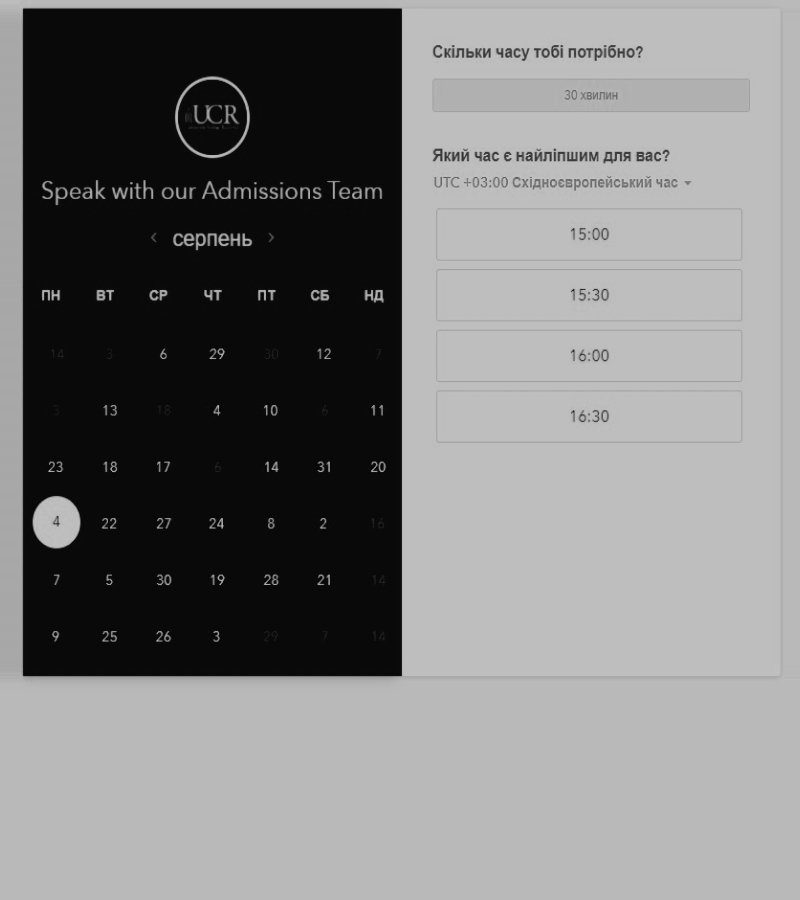 UCR
Speak with our Admissions Team
серпень
ПН ВТ СР ЧТ ПТ СБ НД
14 3 6 29 30 12 7
3 13 18 4 10 6 11
23 18 17 6 14 31 20
4 22 27 24 8 2 16
7 5 30 19 28 21 14
9 25 26 3 29 7 14
Скільки часу тобі потрібно?
30 хвилин
Який час є найліпшим для вас?
UTC +03:00 Східноєвропейський час
15:00
15:30
16:00
16:30